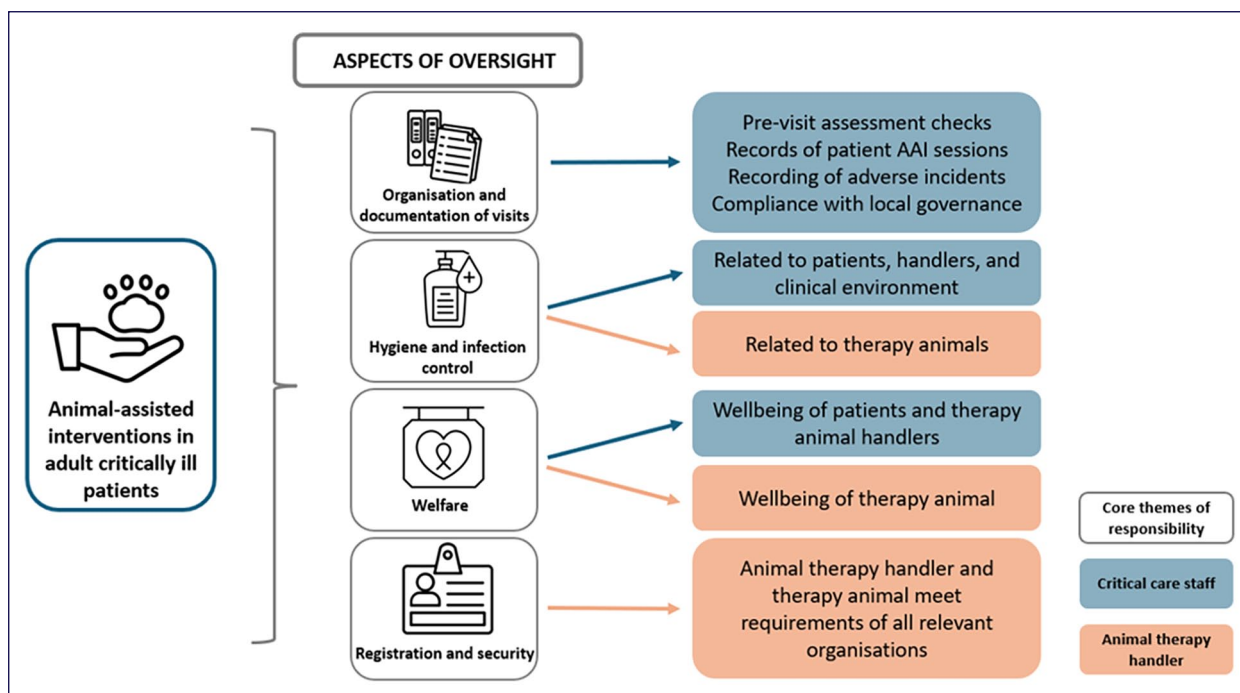 ASPECTS OF OVERSIGHT
Animal-assisted
interventions in
adult critically ill
patients
Organisation and
documentation of visits
Pre-visit assessment checks
Records of patient AAI sessions
Recording of adverse incidents
Compliance with local governance
Hygiene and infection
control
Related to patients, handlers, and
clinical environment
Related to therapy animals
Welfare
Wellbeing of patients and therapy
animal handlers
Wellbeing of therapy animal
Registration and security
Animal therapy handler and
therapy animal meet
requirements of all relevant
organisations
Core themes of
responsibility
Critical care staff
Animal therapy
handler